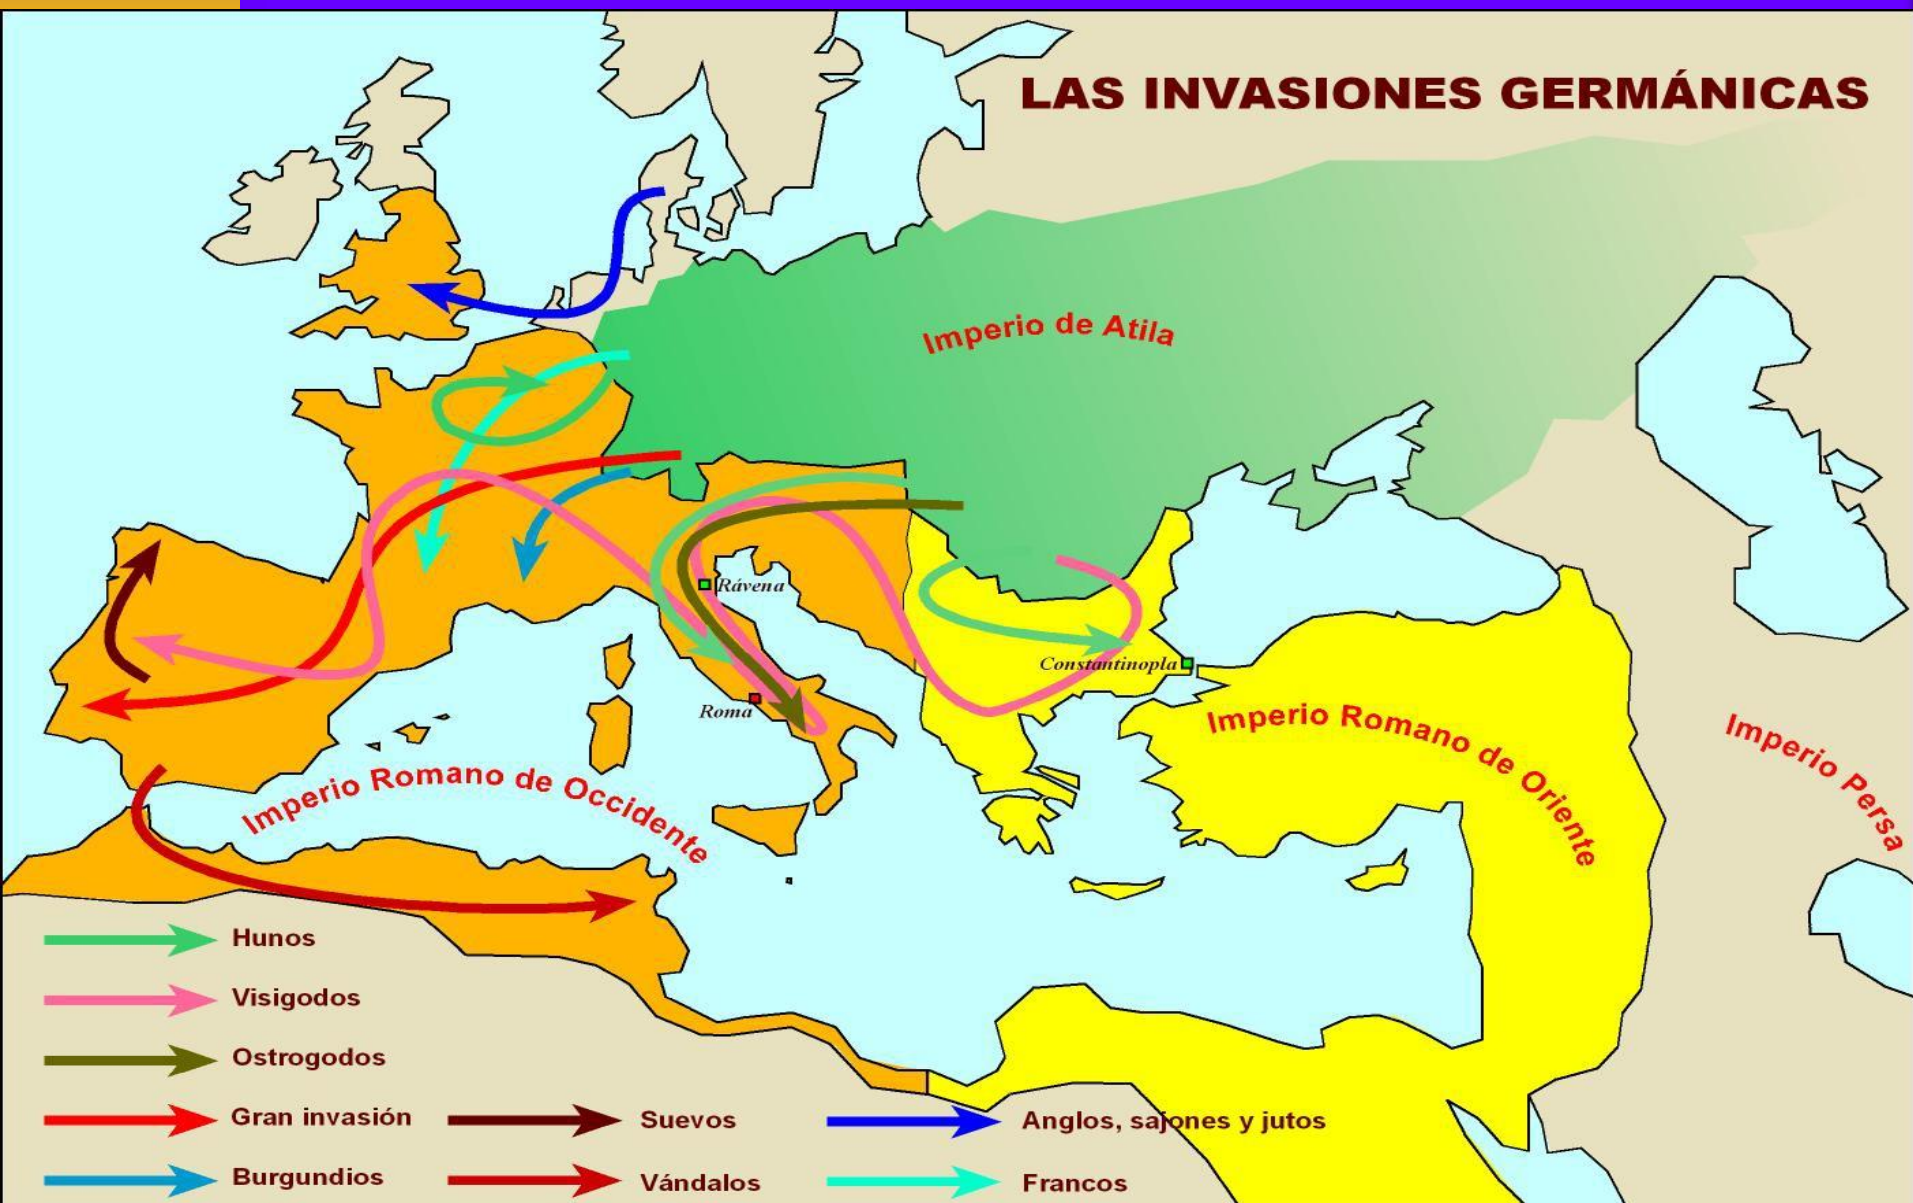 LAS INVASIONES GERMÁNICAS
Imperio de Atila
Rávena
Constantinopla
Roma
Imperio Romano de Oriente
Imperio Persa
Imperio Romano de Occidente
Hunos
Visigodos
Ostrogodos
Gran invasión
Suevos
Anglos, sajones y jutos
Burgundios
Vándalos
Francos